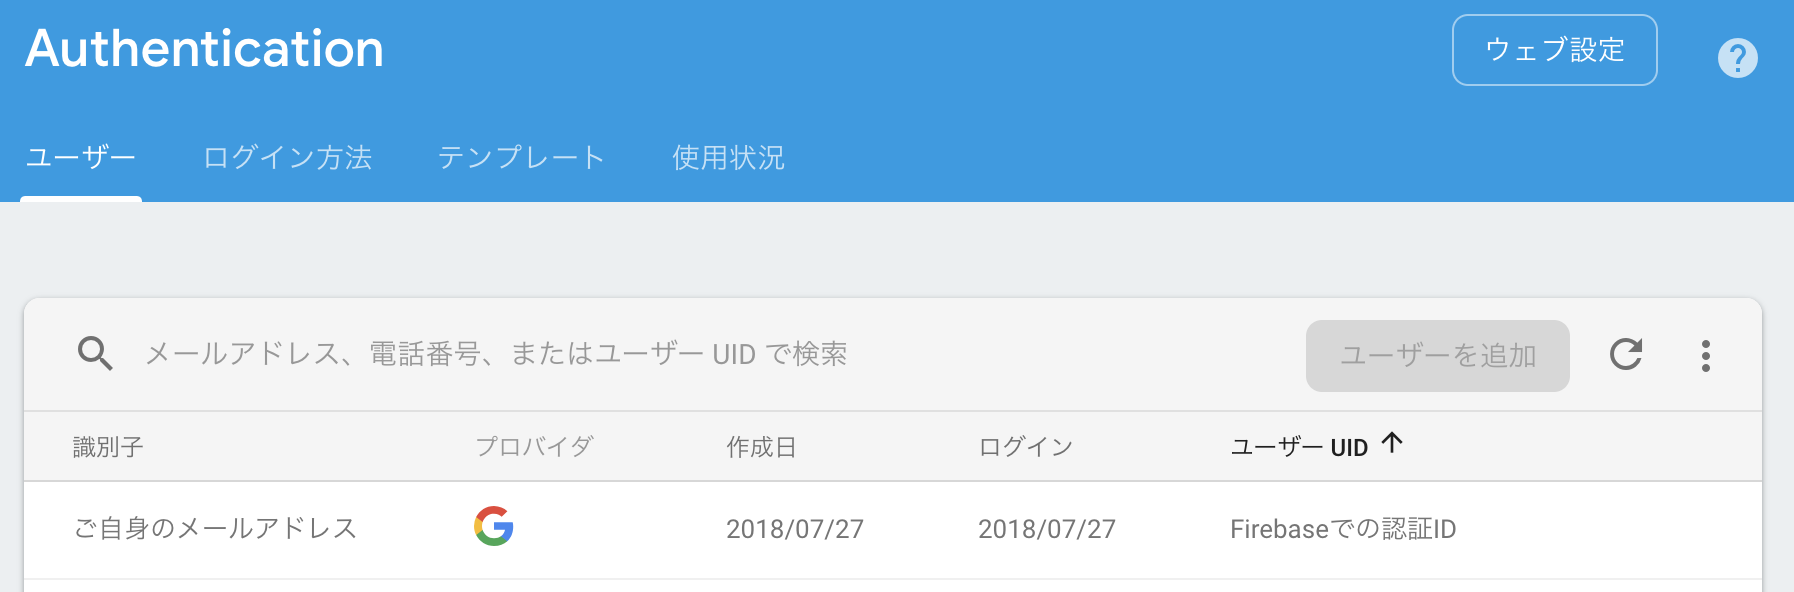 Authentication
ウェブ設定
?
ユーザー ログイン方法 テンプレート 使用状況
メールアドレス、電話番号、またはユーザー UID で検索
ユーザーを追加
識別子 プロバイダ 作成日 ログイン ユーザー UID ↑
ご自身のメールアドレス 2018/07/27 2018/07/27 Firebaseでの認証ID